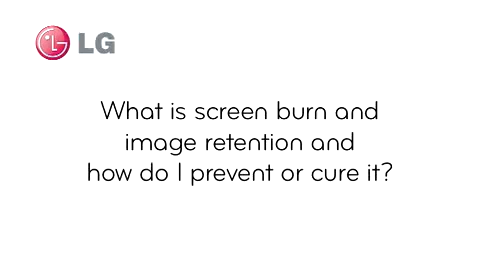 LG
What is screen burn and
image retention and
how do I prevent or cure it?